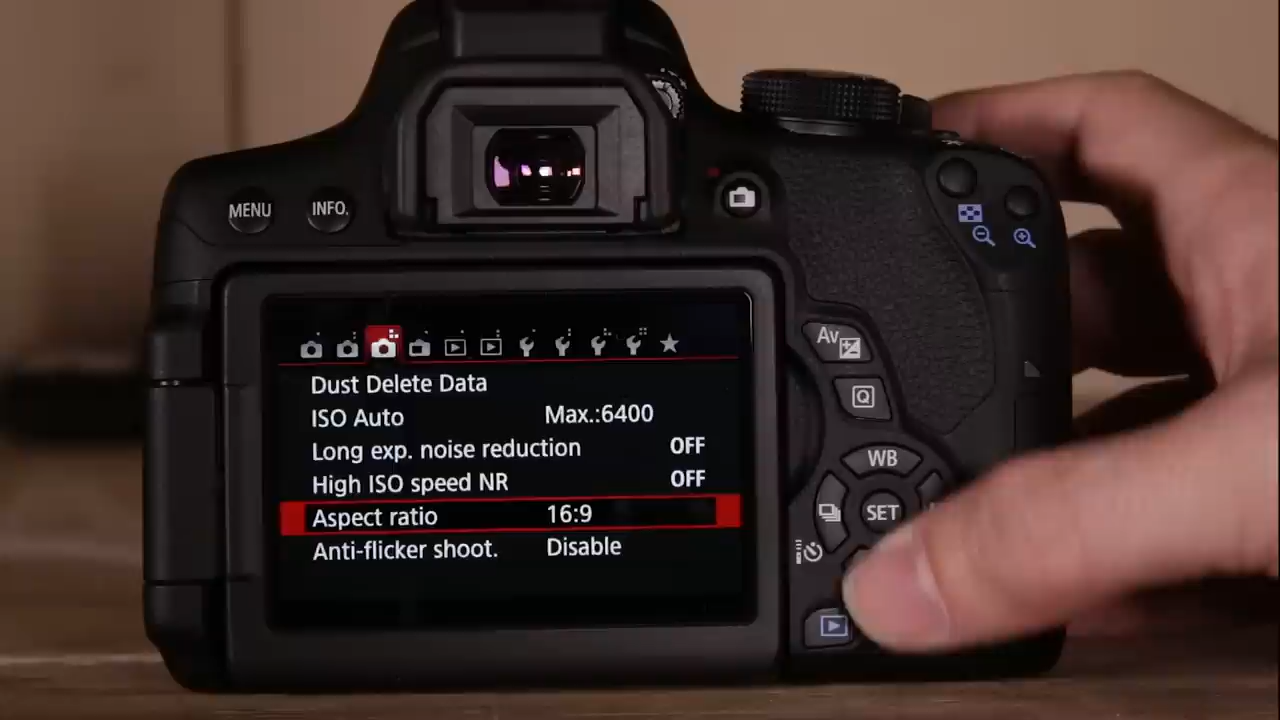 MENU
INFO.
Av
Q
WB
SET
Dust Delete Data
ISO Auto Max.:6400
Long exp. noise reduction OFF
High ISO speed NR OFF
Aspect ratio 16:9
Anti-flicker shoot. Disable